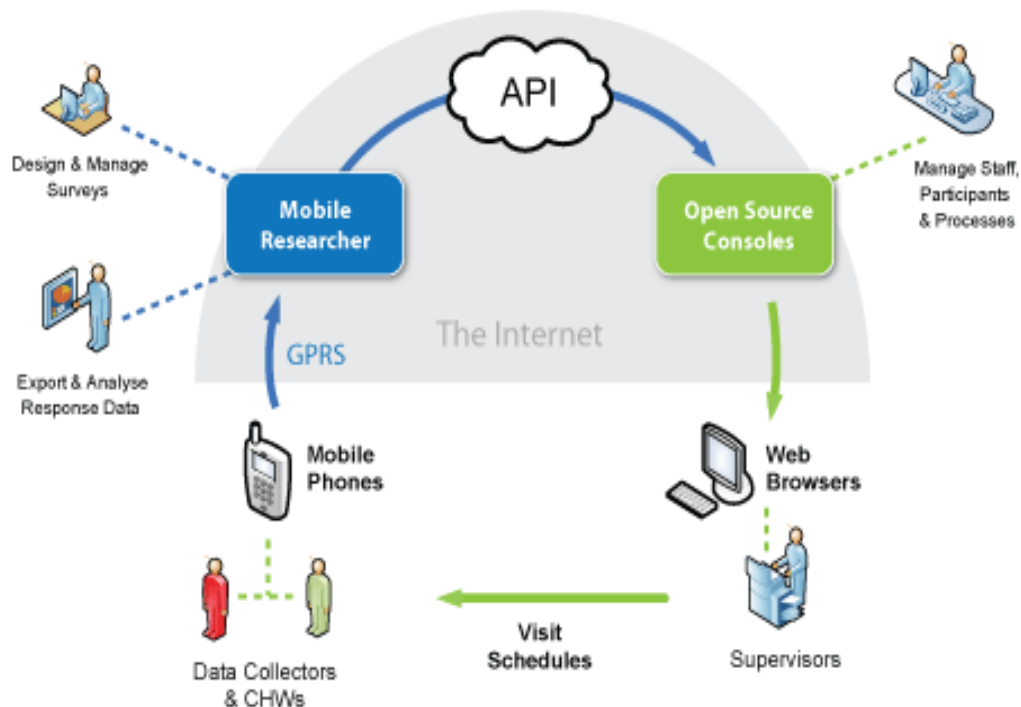 API
Design & Manage
Surveys
Mobile
Researcher
Open Source
Consoles
Manage Staff,
Participants
& Processes
The Internet
GPRS
Export & Analyse
Response Data
Mobile
Phones
Web
Browsers
Visit
Schedules
Supervisors
Data Collectors
& CHWs